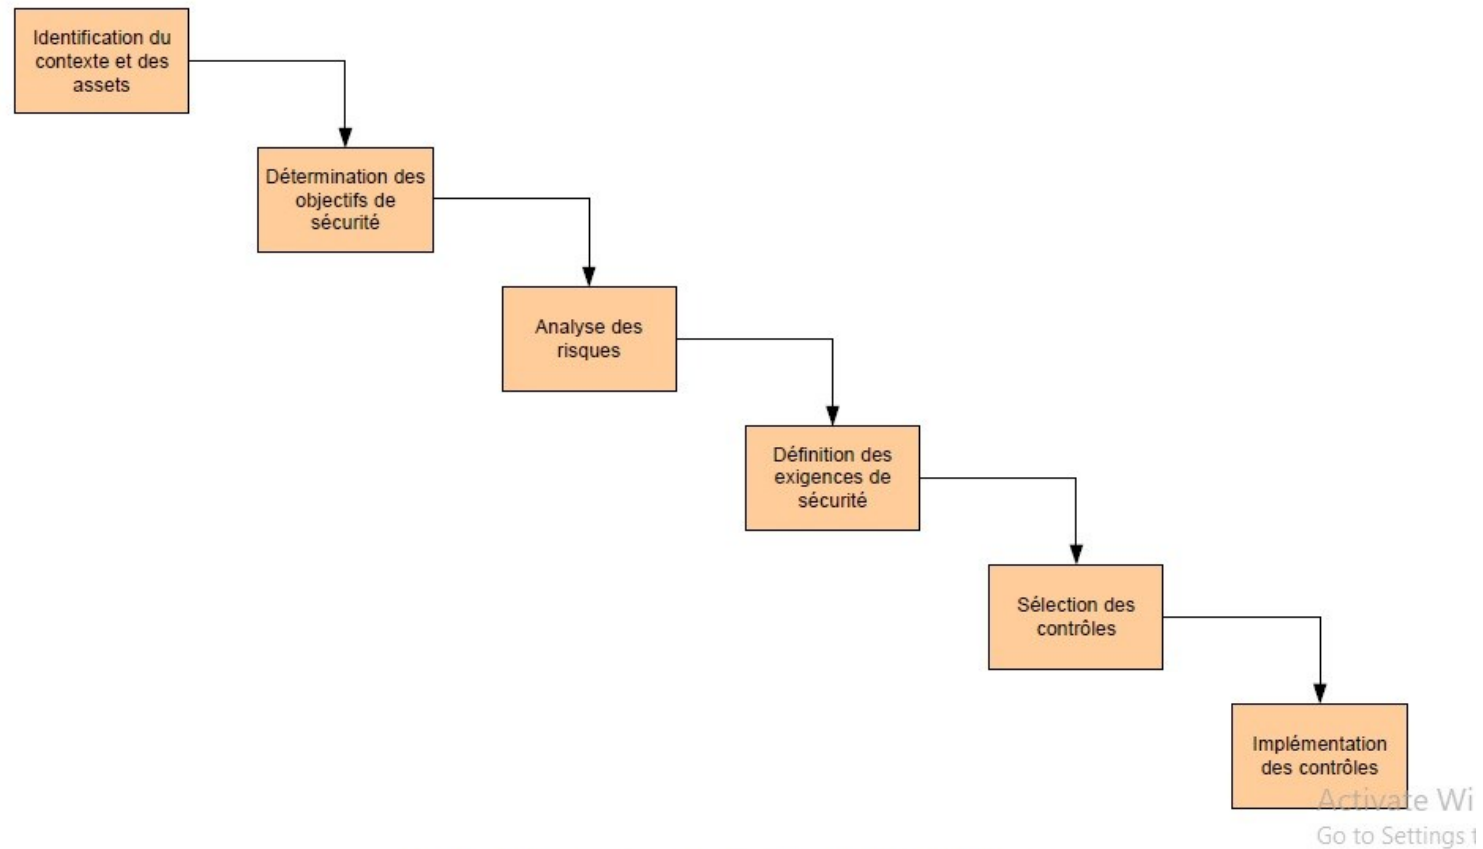 Identification du
contexte et des
assets
Détermination des
objectifs de
sécurité
Analyse des
risques
Définition des
exigences de
sécurité
Sélection des
contrôles
Implémentation
des contrôles
Activate Wi
Go to Settings t